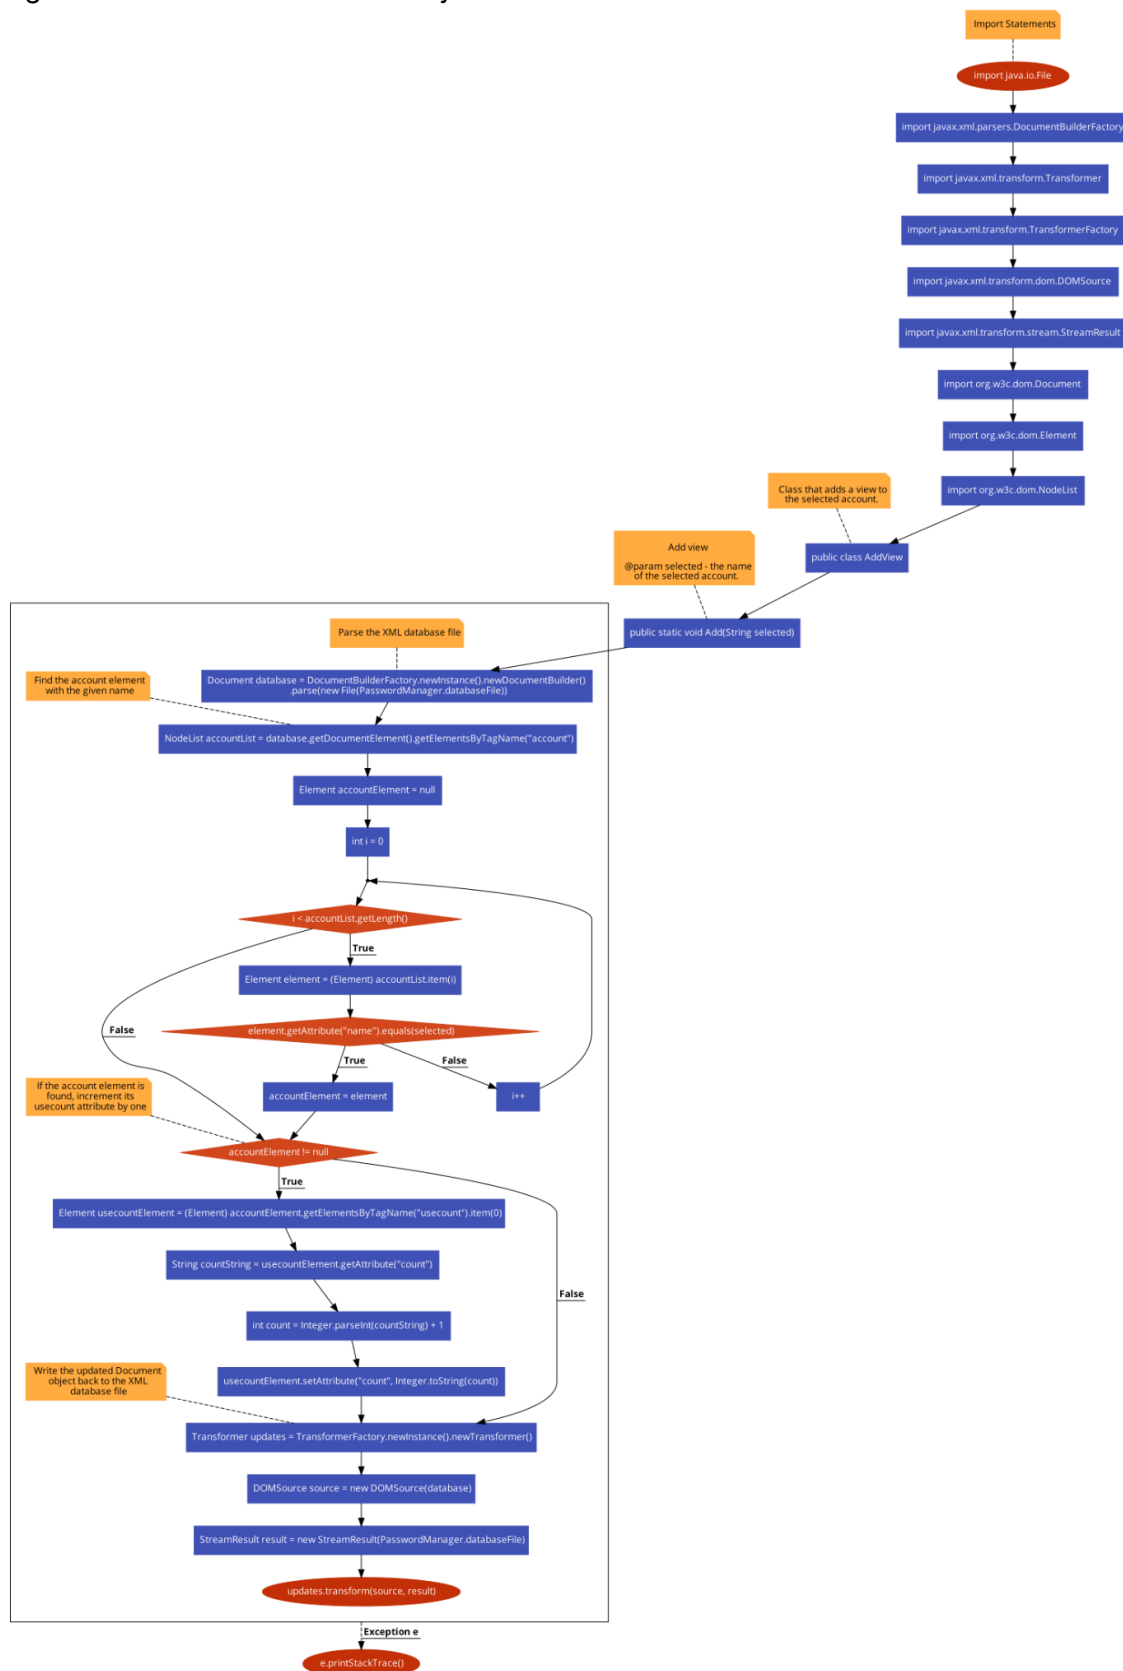 Import Statements
import java.io.File
import javax.xml.parsers.DocumentBuilderFactory
import javax.xml.transform.Transformer
import javax.xml.transform.TransformerFactory
import javax.xml.transform.dom.DOMSource
import javax.xml.transform.stream.StreamResult
import org.w3c.dom.Document
import org.w3c.dom.Element
import org.w3c.dom.NodeList
Class that adds a view to
the selected account.
public class AddView
Add view
@param selected - the name
of the selected account.
public static void Add(String selected)
Parse the XML database file
Document database = DocumentBuilderFactory.newInstance().newDocumentBuilder()
.parse(new File(PasswordManager.databaseFile))
Find the account element
with the given name
NodeList accountList = database.getDocumentElement().getElementsByTagName("account")
Element accountElement = null
int i = 0
i < accountList.getLength()
True
Element element = (Element) accountList.item(i)
False
element.getAttribute("name").equals(selected)
True
False
accountElement = element
i++
If the account element is
found, increment its
usecount attribute by one
accountElement != null
True
Element usecountElement = (Element) accountElement.getElementsByTagName("usecount").item(0)
String countString = usecountElement.getAttribute("count")
False
int count = Integer.parseInt(countString) + 1
usecountElement.setAttribute("count", Integer.toString(count))
Write the updated Document
object back to the XML
database file
Transformer updates = TransformerFactory.newInstance().newTransformer()
DOMSource source = new DOMSource(database)
StreamResult result = new StreamResult(PasswordManager.databaseFile)
updates.transform(source, result)
Exception e
e.printStackTrace()